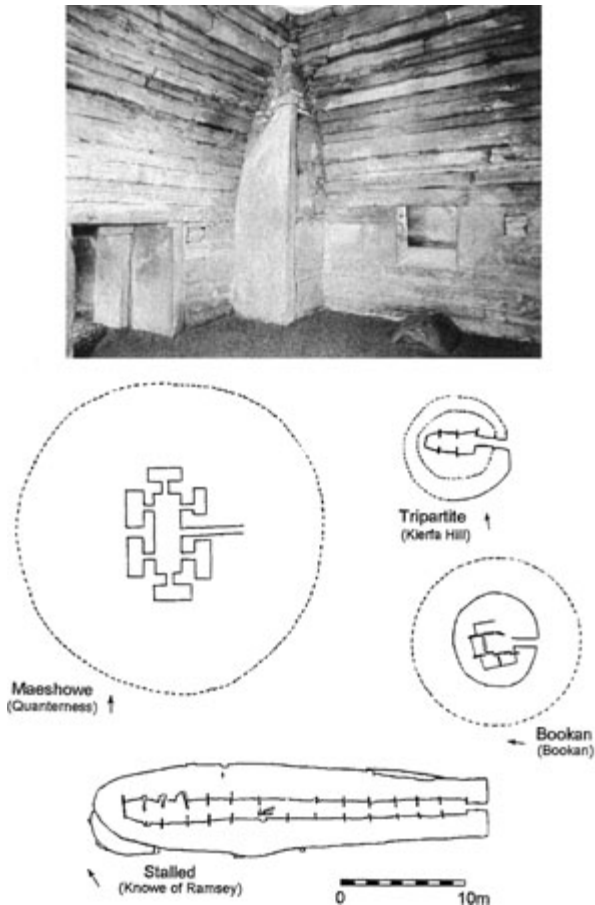 Tripartite
(Kierfa Hill)
Maeshowe
(Quanterness)
Bookan
(Bookan)
Stalled
(Knowe of Ramsey)
0 10m